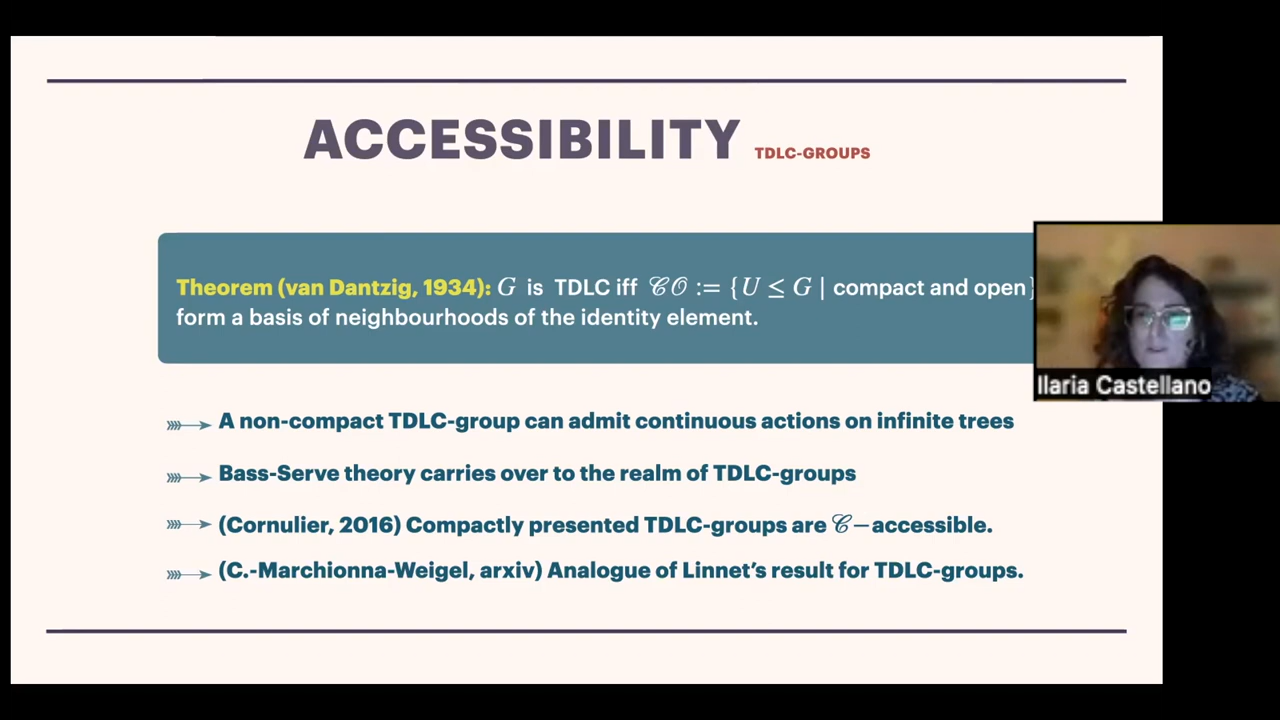 ACCESSIBILITY TDLC-GROUPS
Theorem (van Dantzig, 1934): G is TDLC iff 𝒞𝒪 := {U ≤ G | compact and open}
form a basis of neighbourhoods of the identity element.
A non-compact TDLC-group can admit continuous actions on infinite trees
Bass-Serve theory carries over to the realm of TDLC-groups
(Cornulier, 2016) Compactly presented TDLC-groups are 𝒞−accessible.
(C.-Marchionna-Weigel, arxiv) Analogue of Linnet’s result for TDLC-groups.
Ilaria Castellano